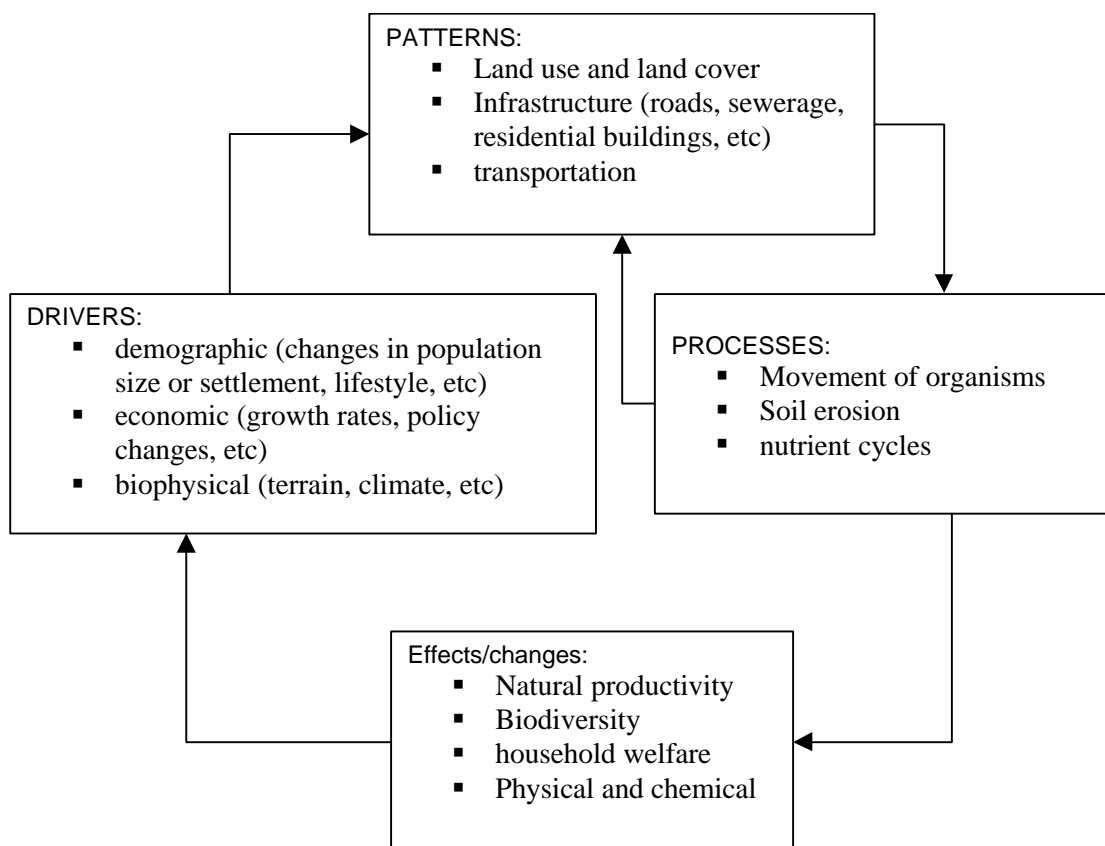 PATTERNS:
▪ Land use and land cover
▪ Infrastructure (roads, sewerage,
residential buildings, etc)
▪ transportation
DRIVERS:
▪ demographic (changes in population
size or settlement, lifestyle, etc)
▪ economic (growth rates, policy
changes, etc)
▪ biophysical (terrain, climate, etc)
PROCESSES:
▪ Movement of organisms
▪ Soil erosion
▪ nutrient cycles
Effects/changes:
▪ Natural productivity
▪ Biodiversity
▪ household welfare
▪ Physical and chemical